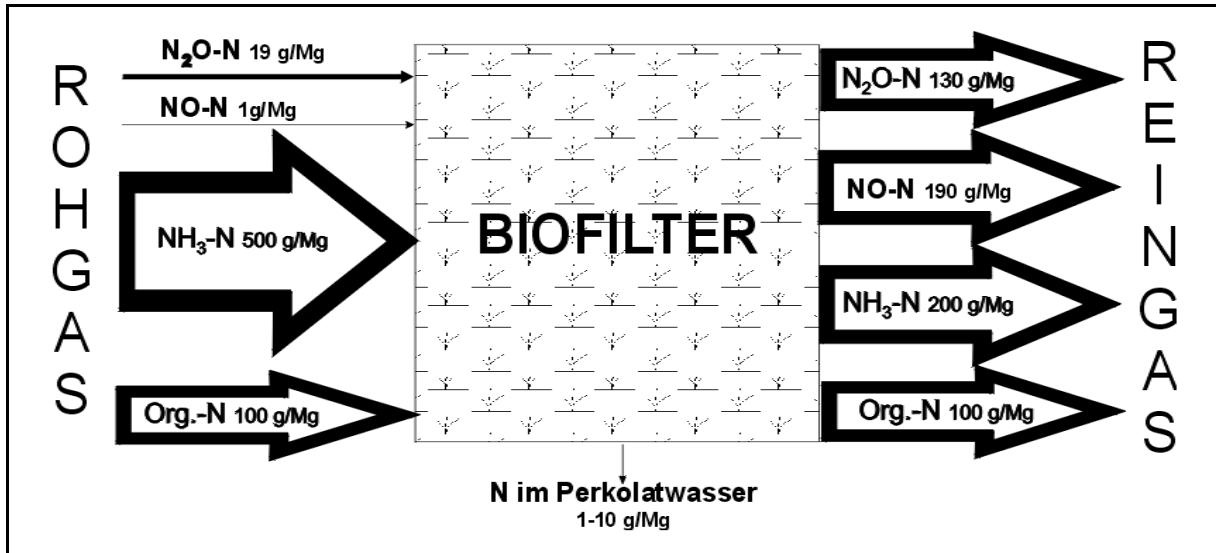 ROHGAS
N₂O-N 19 g/Mg
NO-N 1g/Mg
NH₃-N 500 g/Mg
Org.-N 100 g/Mg
BIOFILTER
N im Perkolatwasser
1-10 g/Mg
N₂O-N 130 g/Mg
NO-N 190 g/Mg
NH₃-N 200 g/Mg
Org.-N 100 g/Mg
REINGAS